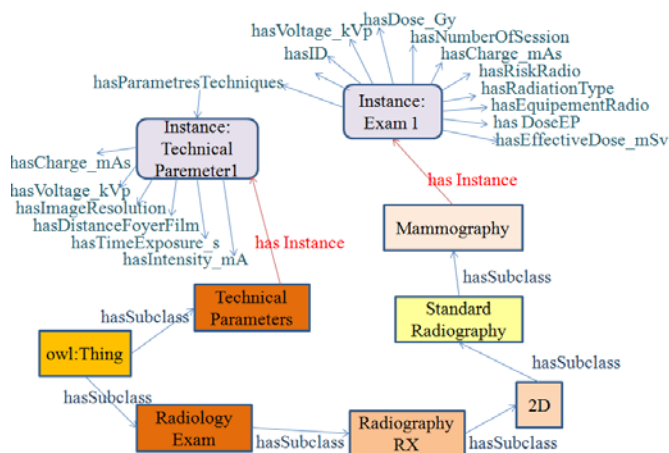 hasDose_Gy
hasVoltage_kVp
hasNumberOfSession
hasID
hasCharge_mAs
hasRiskRadio
hasParametresTechniques
hasRadiationType
Instance:
Exam 1
hasEquipementRadio
has DoseEP
hasEffectiveDose_mSv
Instance:
Technical
Paremeter1
hasCharge_mAs
has Instance
hasVoltage_kVp
hasImageResolution
hasDistanceFoyerFilm
hasTimeExposure_s
hasIntensity_mA
has Instance
Mammography
hasSubclass
Technical
Parameters
Standard
Radiography
hasSubclass
owl:Thing
hasSubclass
hasSubclass
2D
Radiology
Exam
hasSubclass
Radiography
RX
hasSubclass